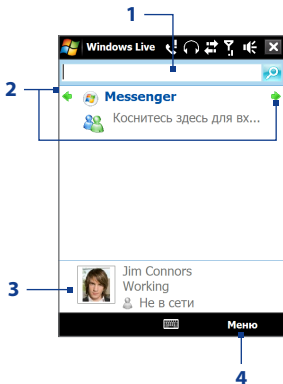 1
Windows Live
2
Messenger
Коснитесь здесь для вх...
Jim Connors
3
Working
Не в сети
Меню
4